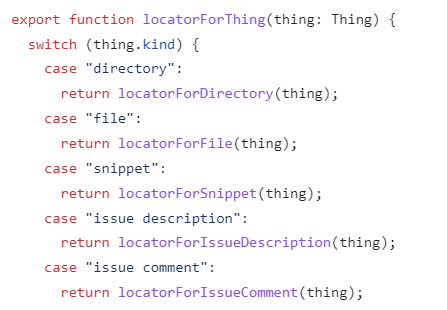 export function locatorForThing(thing: Thing) {
  switch (thing.kind) {
    case "directory":
      return locatorForDirectory(thing);
    case "file":
      return locatorForFile(thing);
    case "snippet":
      return locatorForSnippet(thing);
    case "issue description":
      return locatorForIssueDescription(thing);
    case "issue comment":
      return locatorForIssueComment(thing);